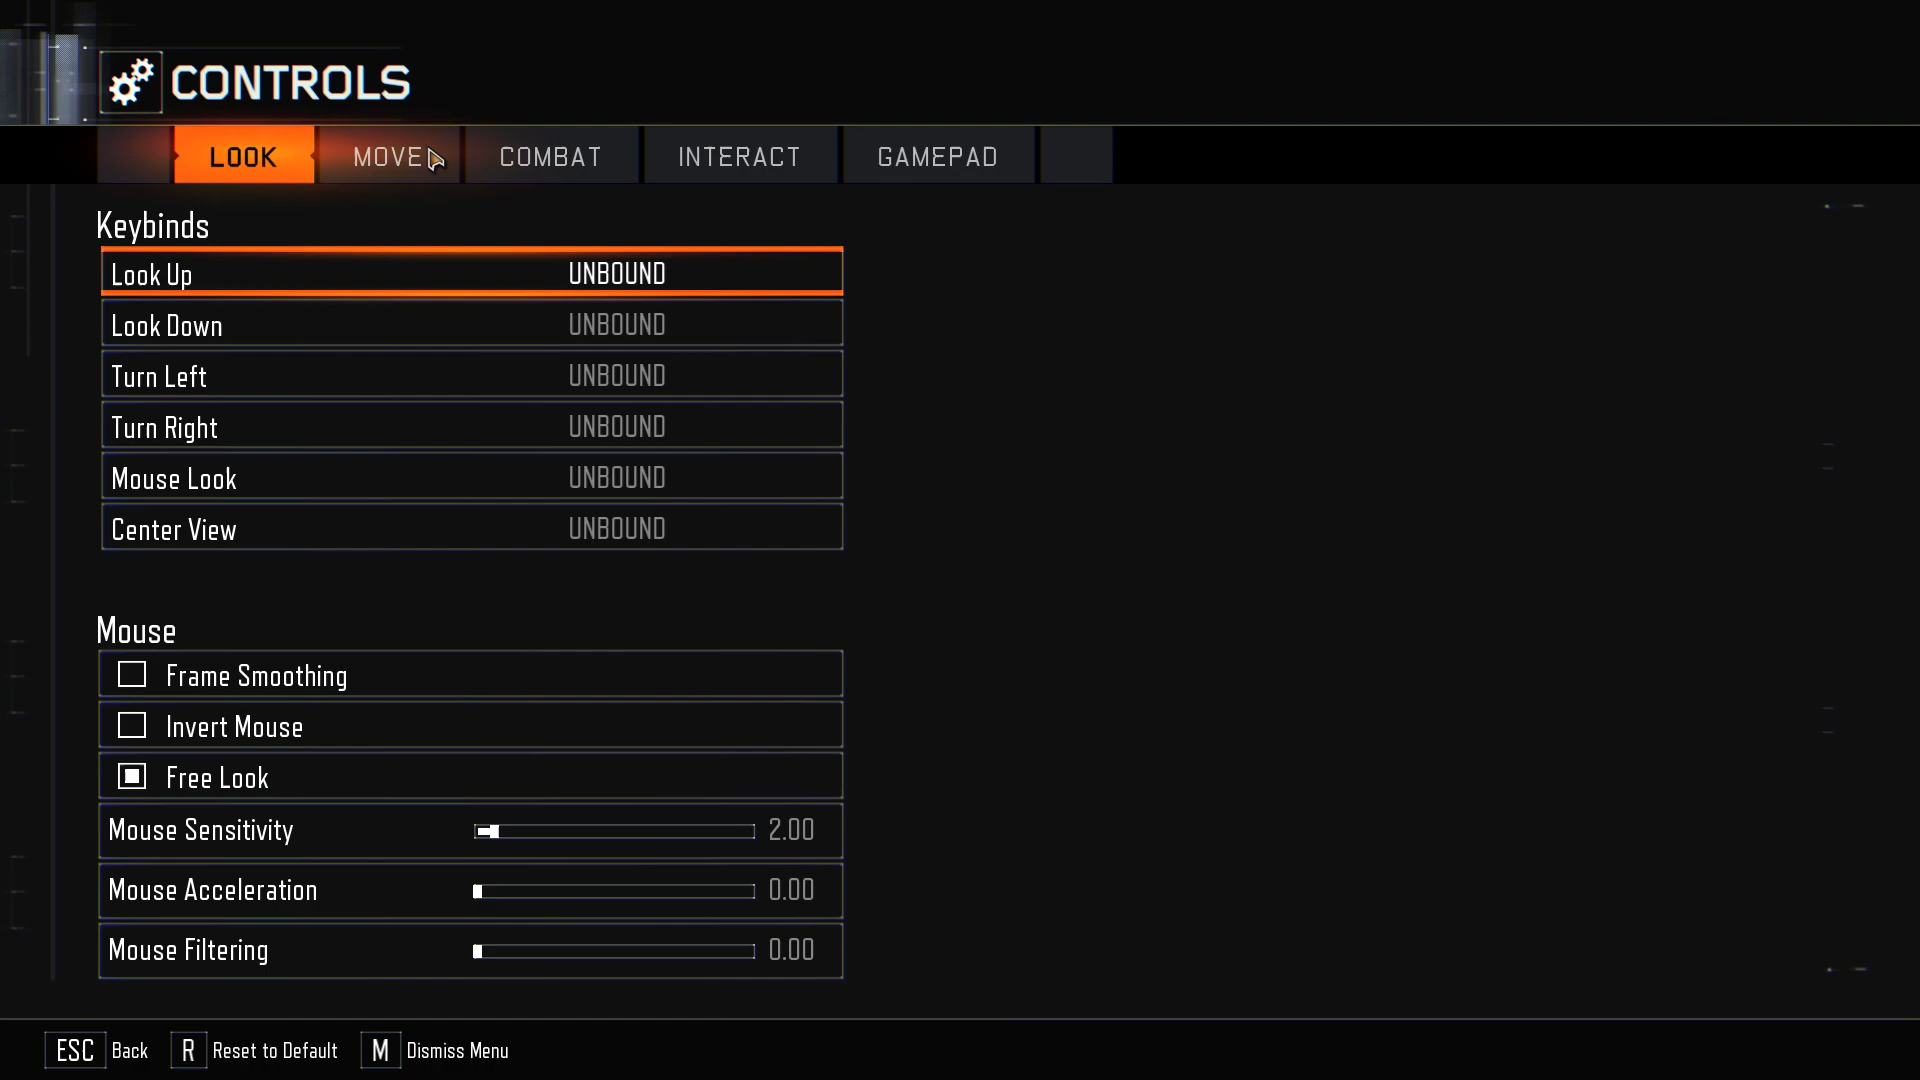 CONTROLS
LOOK MOVE COMBAT INTERACT GAMEPAD
Keybinds
Look Up UNBOUND
Look Down UNBOUND
Turn Left UNBOUND
Turn Right UNBOUND
Mouse Look UNBOUND
Center View UNBOUND
Mouse
Frame Smoothing
Invert Mouse
Free Look
Mouse Sensitivity 2.00
Mouse Acceleration 0.00
Mouse Filtering 0.00
ESC Back R Reset to Default M Dismiss Menu